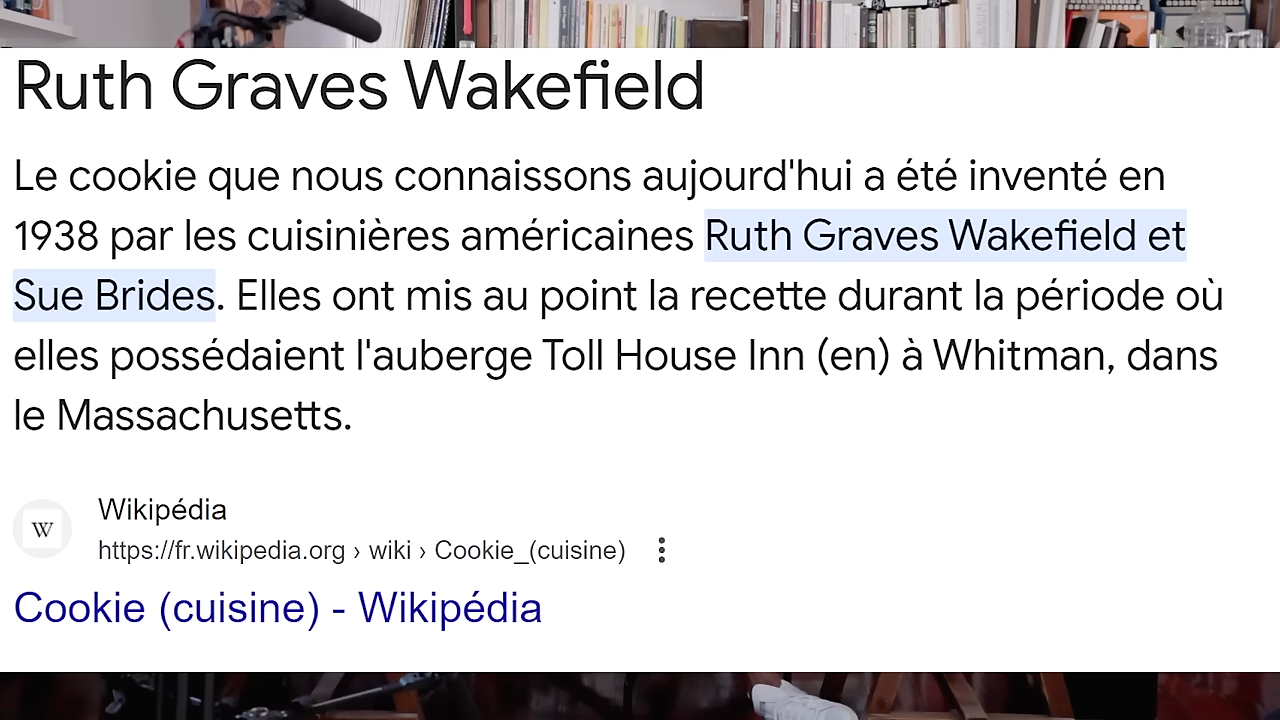 Ruth Graves Wakefield
Le cookie que nous connaissons aujourd'hui a été inventé en
1938 par les cuisinières américaines Ruth Graves Wakefield et
Sue Brides. Elles ont mis au point la recette durant la période où
elles possédaient l'auberge Toll House Inn (en) à Whitman, dans
le Massachusetts.
W
Wikipédia
https://fr.wikipedia.org › wiki › Cookie_(cuisine)
Cookie (cuisine) - Wikipédia